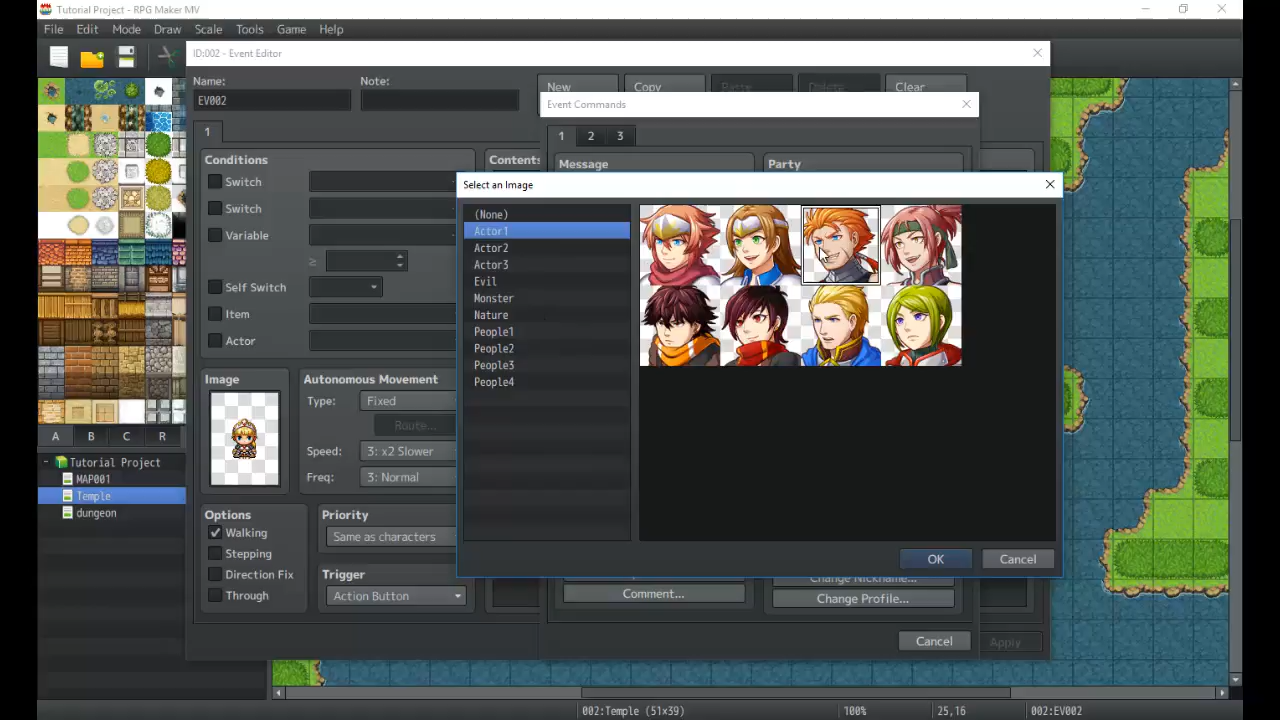 Tutorial Project - RPG Maker MV
File Edit Mode Draw Scale Tools Game Help
ID:002 - Event Editor
Name:
EV002
Note:
New
Copy
Paste
Delete
Clear
Event Commands
1
1 2 3
Conditions
Contents
Message
Party
Switch
Switch
Variable
≥
Self Switch
Item
Actor
Select an Image
(None)
Actor1
Actor2
Actor3
Evil
Monster
Nature
People1
People2
People3
People4
OK
Cancel
Image
Autonomous Movement
Type: Fixed
Route...
Speed: 3: x2 Slower
Freq: 3: Normal
A B C R
Tutorial Project
MAP001
Temple
dungeon
Options
Walking
Stepping
Direction Fix
Through
Priority
Same as characters
Trigger
Action Button
Change Nickname...
Comment...
Change Profile...
Cancel
Apply
002:Temple (51x39)
100%
25,16
002:EV002